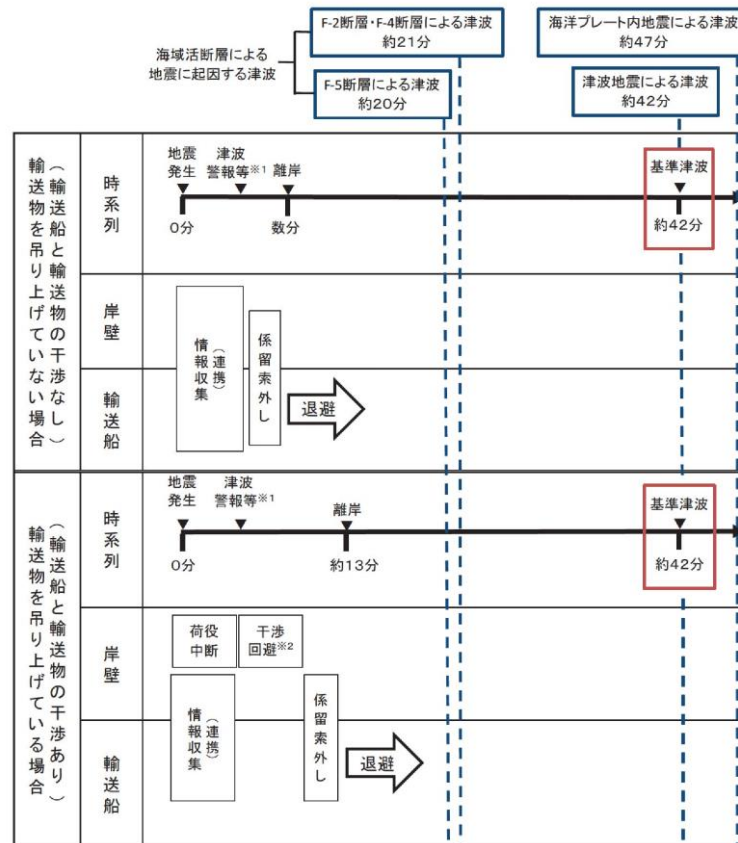 海域活断層による
地震に起因する津波
F-2断層・F-4断層による津波
約21分
F-5断層による津波
約20分
海洋プレート内地震による津波
約47分
津波地震による津波
約42分
輸送物を吊り上げていない場合
（輸送船と輸送物の干渉なし）
時系列
地震
発生
津波
警報等※1
離岸
基準津波
0分
数分
約42分
岸壁
輸送船
情報収集
（連携）
係留索外し
退避
輸送物を吊り上げている場合
（輸送船と輸送物の干渉あり）
時系列
地震
発生
津波
警報等※1
離岸
基準津波
0分
約13分
約42分
岸壁
輸送船
荷役
中断
干渉
回避※2
情報収集
（連携）
係留索外し
退避